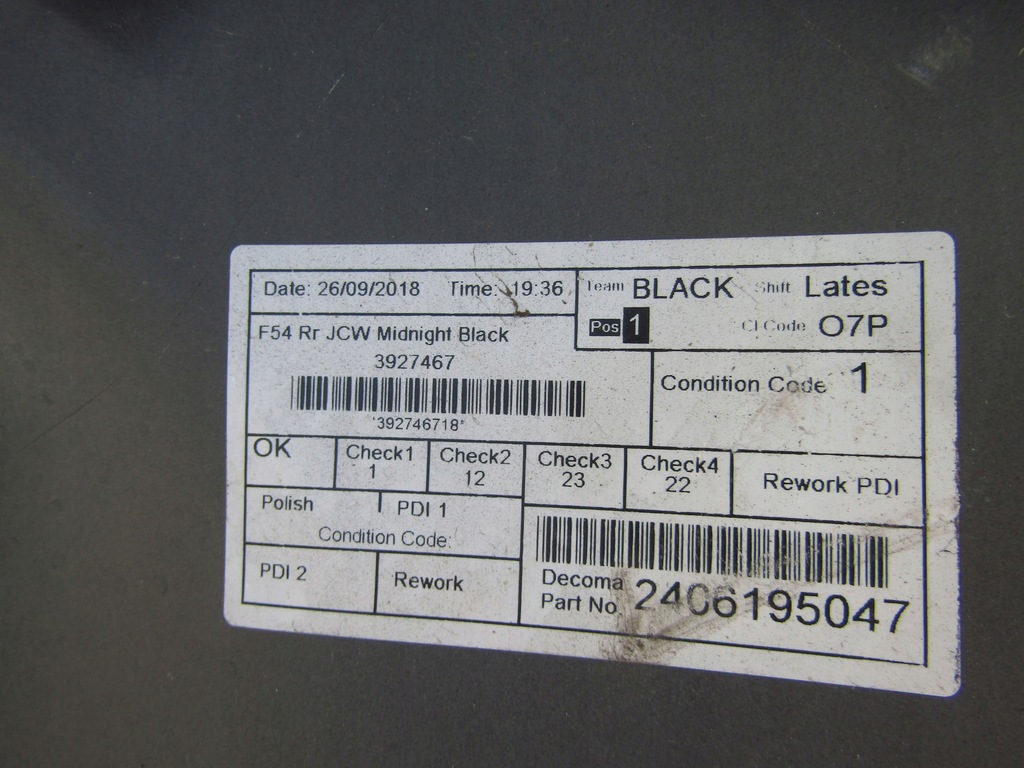 Date: 26/09/2018 Time: 19:36
Team BLACK Shift Lates
Pos 1 CI Code O7P
F54 Rr JCW Midnight Black
3927467
*392746718*
Condition Code 1
OK
Check1
1
Check2
12
Check3
23
Check4
22
Rework PDI
Polish PDI 1
Condition Code:
PDI 2
Rework
Decoma
Part No. 2406195047